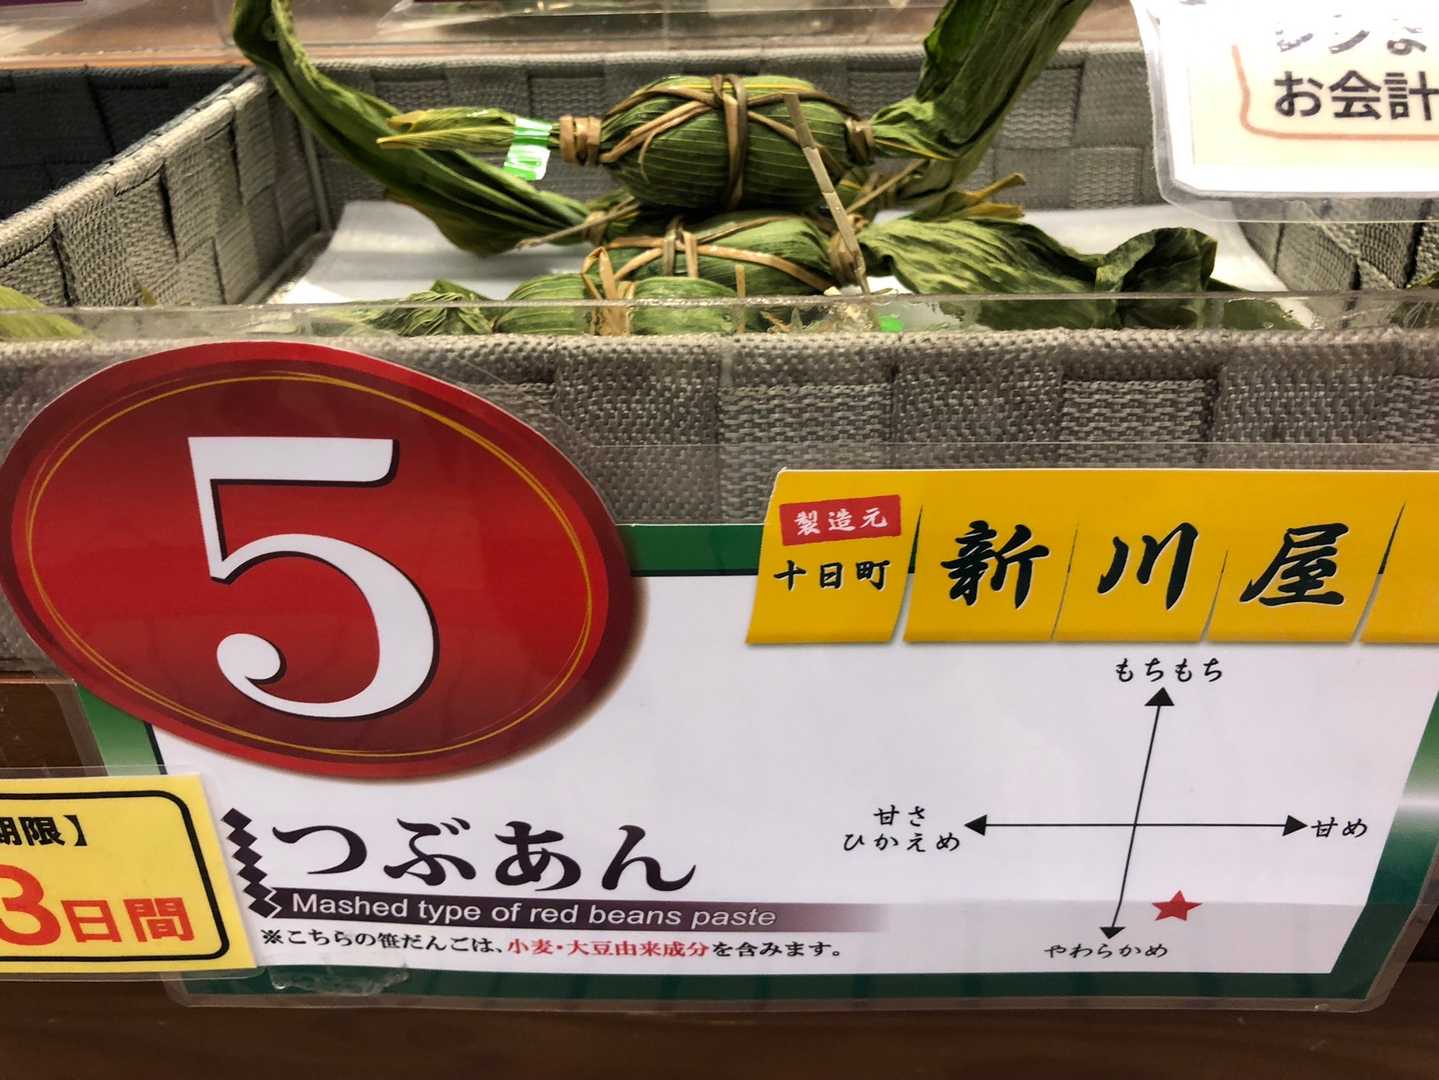 お会計
5
製造元
十日町
新川屋
もちもち
甘さ
ひかえめ
甘め
やわらかめ
期限】
3日間
つぶあん
Mashed type of red beans paste
※こちらの笹だんごは、小麦・大豆由来成分を含みます。